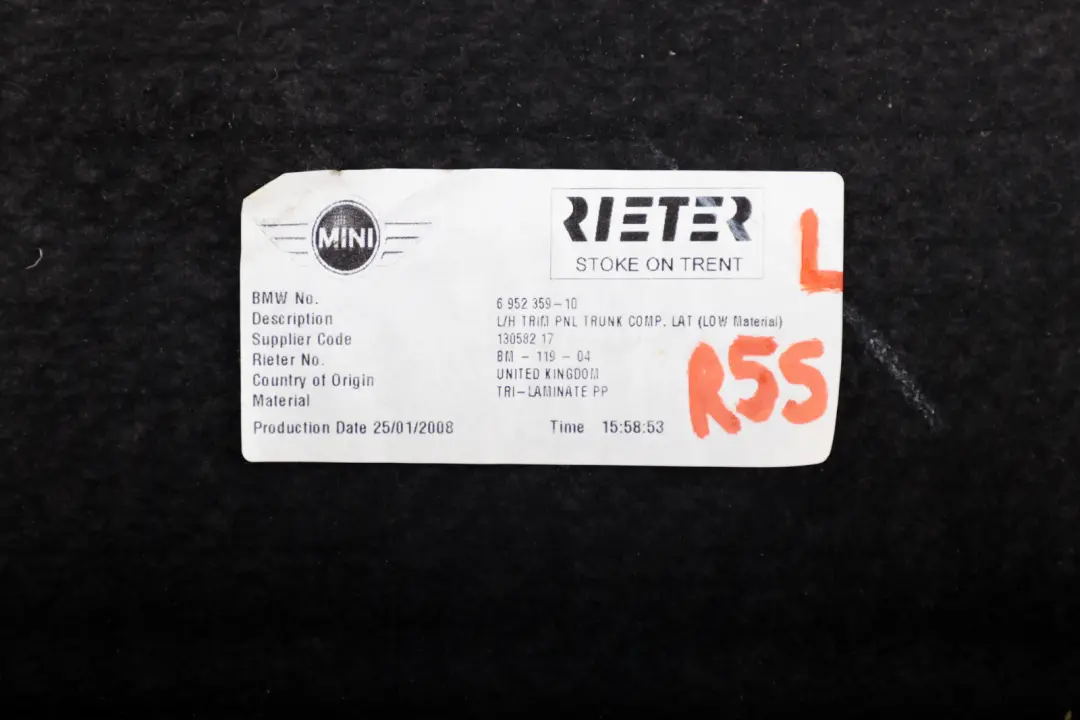 MINI
RIETER
STOKE ON TRENT
L
BMW No. 6 952 359-10
Description L/H TRIM PNL TRUNK COMP. LAT (LOW Material)
Supplier Code 130582 17
Rieter No. BM - 119 - 04
Country of Origin UNITED KINGDOM
Material TRI-LAMINATE PP
R55
Production Date 25/01/2008 Time 15:58:53